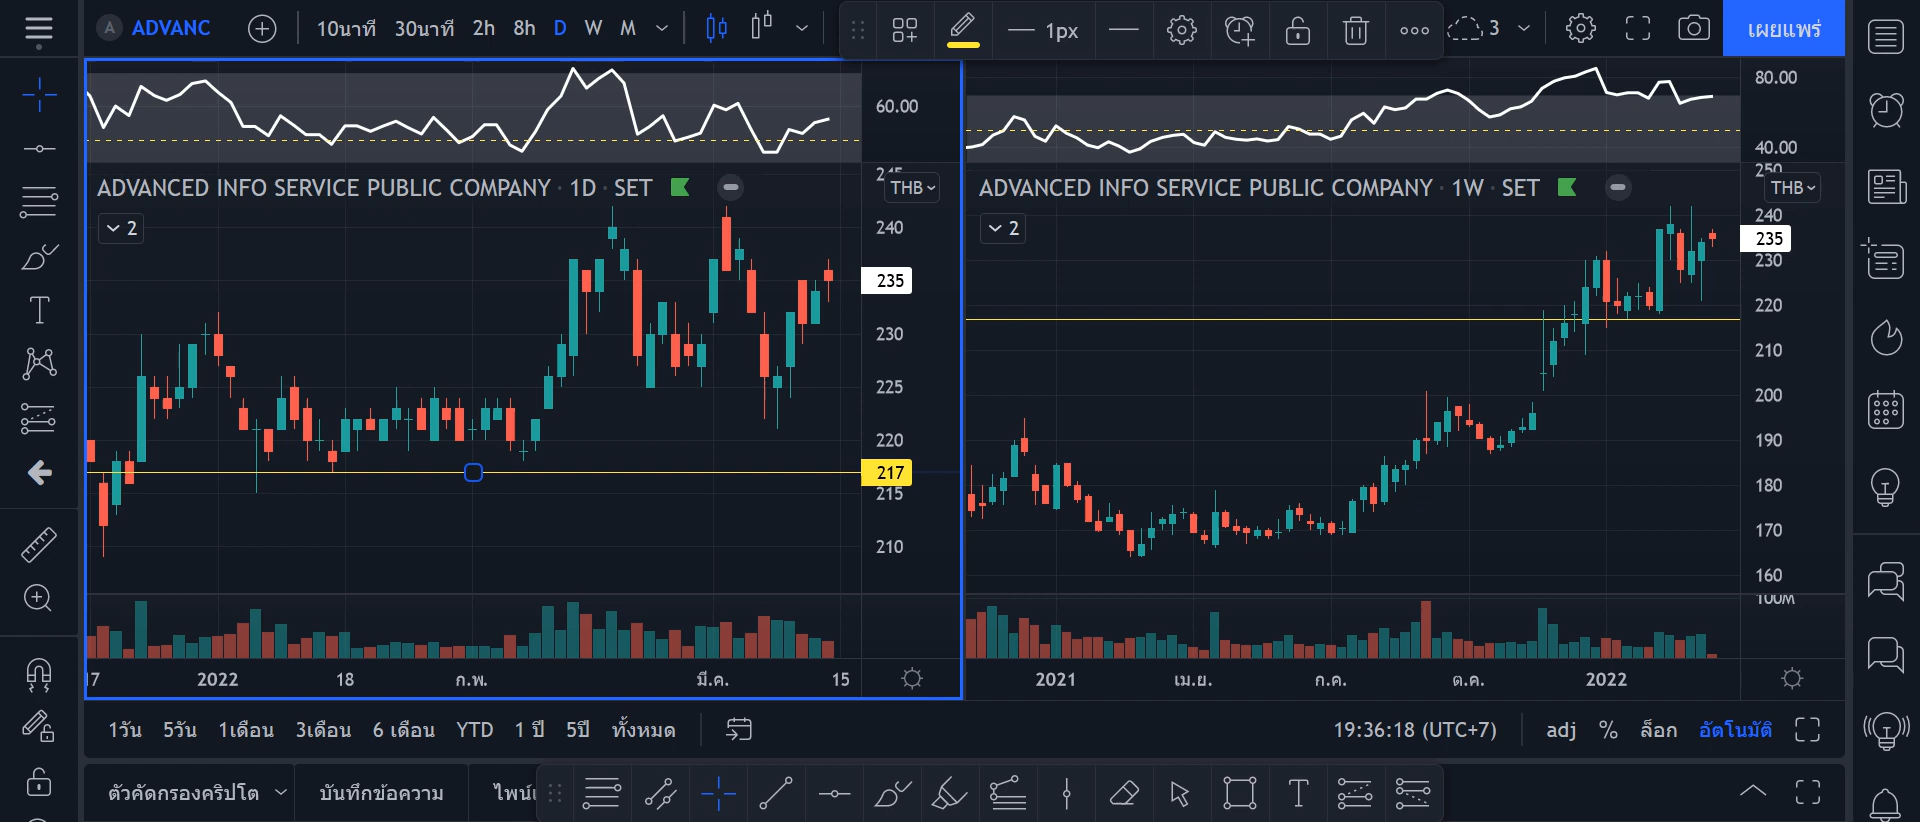 A ADVANC 10นาที 30นาที 2h 8h D W M 1px 3 เผยแพร่
60.00
80.00
40.00
ADVANCED INFO SERVICE PUBLIC COMPANY · 1D · SET
245
THB
2
240
235
230
225
220
217
215
210
17 2022 18 ก.พ. มี.ค. 15
ADVANCED INFO SERVICE PUBLIC COMPANY · 1W · SET
250
THB
2
240
235
230
220
210
200
190
180
170
160
100M
2021 เม.ย. ก.ค. ต.ค. 2022
1วัน 5วัน 1เดือน 3เดือน 6 เดือน YTD 1 ปี 5ปี ทั้งหมด 19:36:18 (UTC+7) adj % ล็อก อัตโนมัติ
ตัวคัดกรองคริปโต บันทึกข้อความ